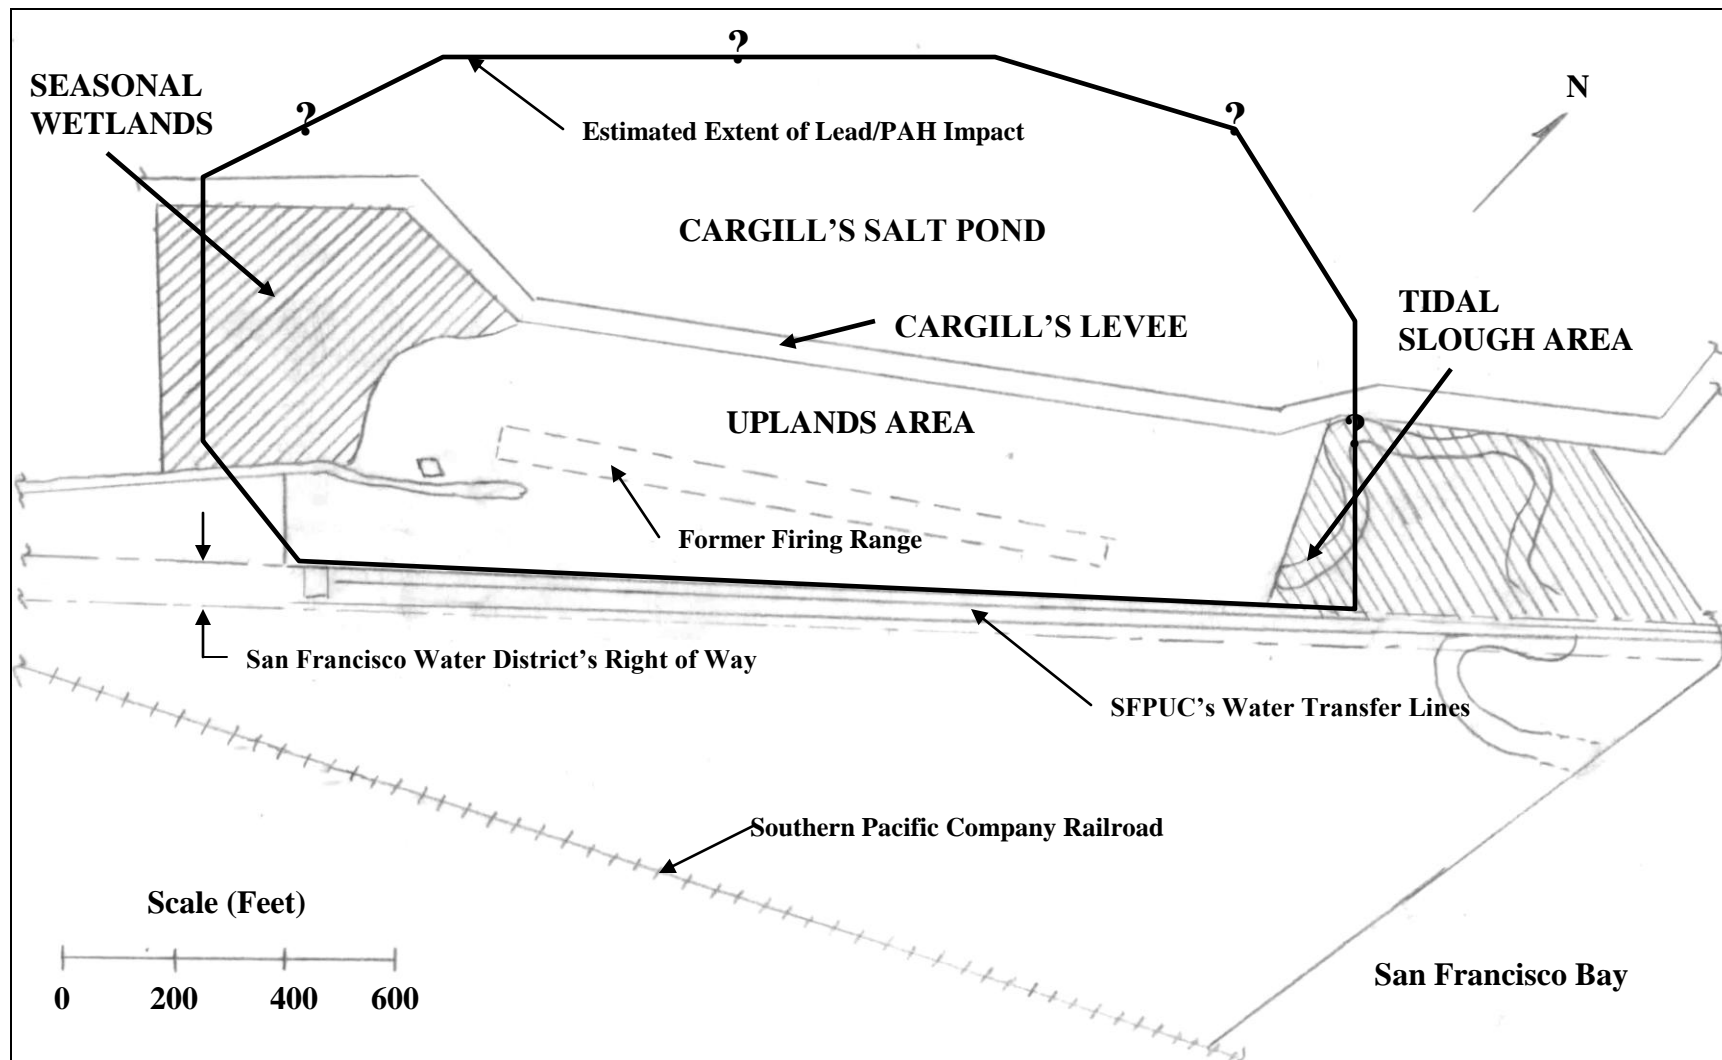 ?
SEASONAL
WETLANDS
?
?
N
Estimated Extent of Lead/PAH Impact
CARGILL'S SALT POND
TIDAL
SLOUGH AREA
CARGILL'S LEVEE
UPLANDS AREA
?
Former Firing Range
San Francisco Water District's Right of Way
SFPUC's Water Transfer Lines
Southern Pacific Company Railroad
Scale (Feet)
0 200 400 600
San Francisco Bay